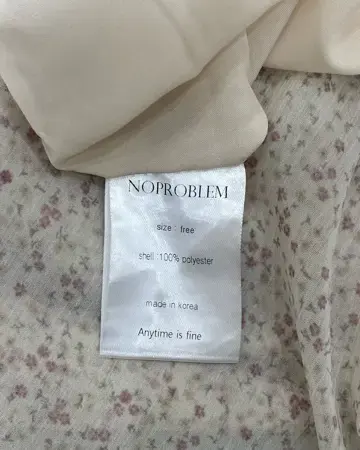 NOPROBLEM
size : free
shell :100% polyester
made in korea
Anytime is fine